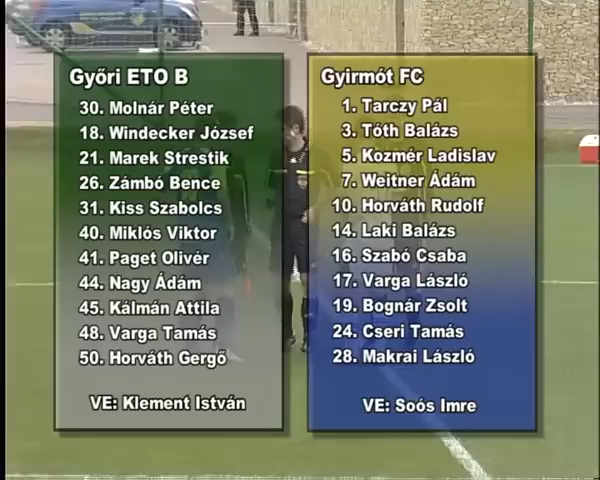 Győri ETO B
30. Molnár Péter
18. Windecker József
21. Marek Strestik
26. Zámbó Bence
31. Kiss Szabolcs
40. Miklós Viktor
41. Paget Olivér
44. Nagy Ádám
45. Kálmán Attila
48. Varga Tamás
50. Horváth Gergő
VE: Klement István
Gyirmót FC
1. Tarczy Pál
3. Tóth Balázs
5. Kozmér Ladislav
7. Weitner Ádám
10. Horváth Rudolf
14. Laki Balázs
16. Szabó Csaba
17. Varga László
19. Bognár Zsolt
24. Cseri Tamás
28. Makrai László
VE: Soós Imre